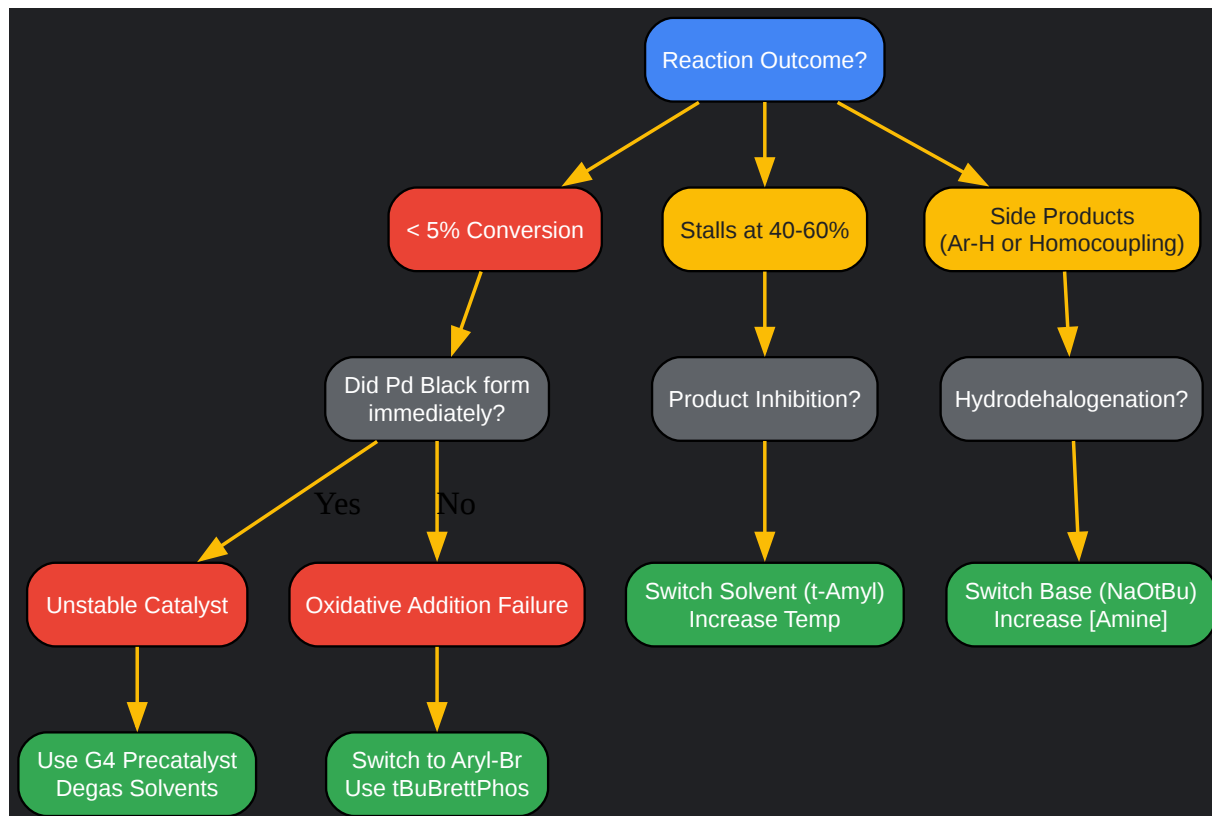 Reaction Outcome?
< 5% Conversion
Stalls at 40-60%
Side Products
(Ar-H or Homocoupling)
Did Pd Black form
immediately?
Product Inhibition?
Hydrodehalogenation?
Yes
No
Unstable Catalyst
Oxidative Addition Failure
Switch Solvent (t-Amyl)
Increase Temp
Switch Base (NaOtBu)
Increase [Amine]
Use G4 Precatalyst
Degas Solvents
Switch to Aryl-Br
Use tBuBrettPhos